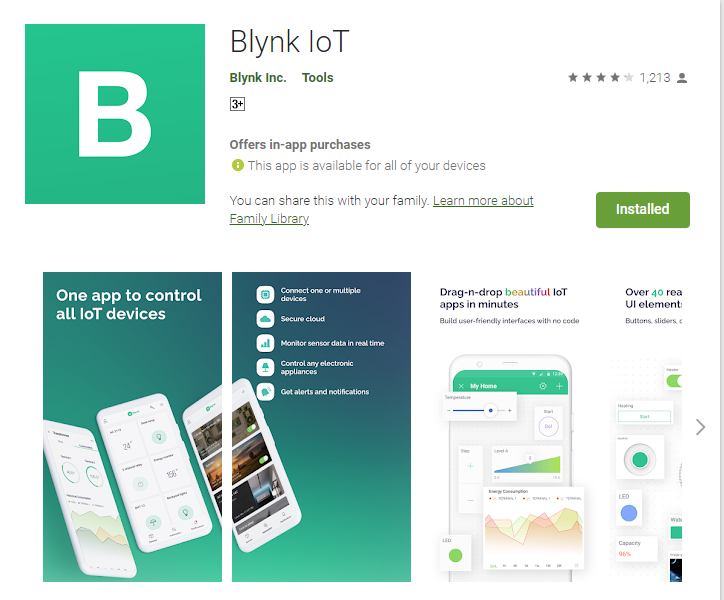 B
Blynk IoT
Blynk Inc. Tools
1,213
3+
Offers in-app purchases
This app is available for all of your devices
You can share this with your family. Learn more about
Family Library
Installed
One app to control
all IoT devices
24°
156°
Connect one or multiple
devices
Secure cloud
Monitor sensor data in real time
Control any electronic
appliances
Get alerts and notifications
Drag-n-drop beautiful IoT
apps in minutes
Build user-friendly interfaces with no code
My Home
Temperature
Start
Step
Level A
Energy Consumption
LED
Over 40 rea
UI element
Buttons, sliders, c
Heater
Heating
Start
LED
Capacity
96%
Wate